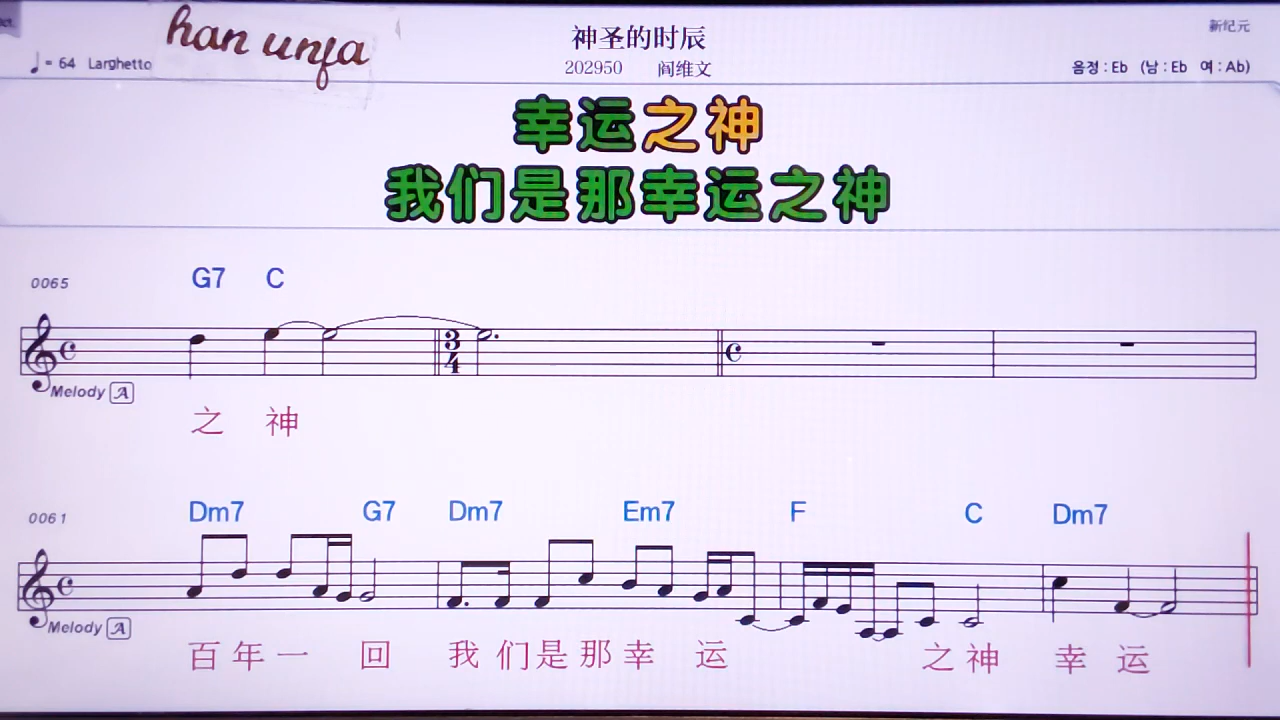 han unfa
神圣的时辰
新纪元
♩= 64 Larghetto
202950 阎维文
음정 : Eb (남 : Eb 여 : Ab)
幸运之神
我们是那幸运之神
0065 G7 C
3/4
Melody A
之 神
0061 Dm7 G7 Dm7 Em7 F C Dm7
Melody A
百 年 一 回 我 们 是 那 幸 运 之 神 幸 运